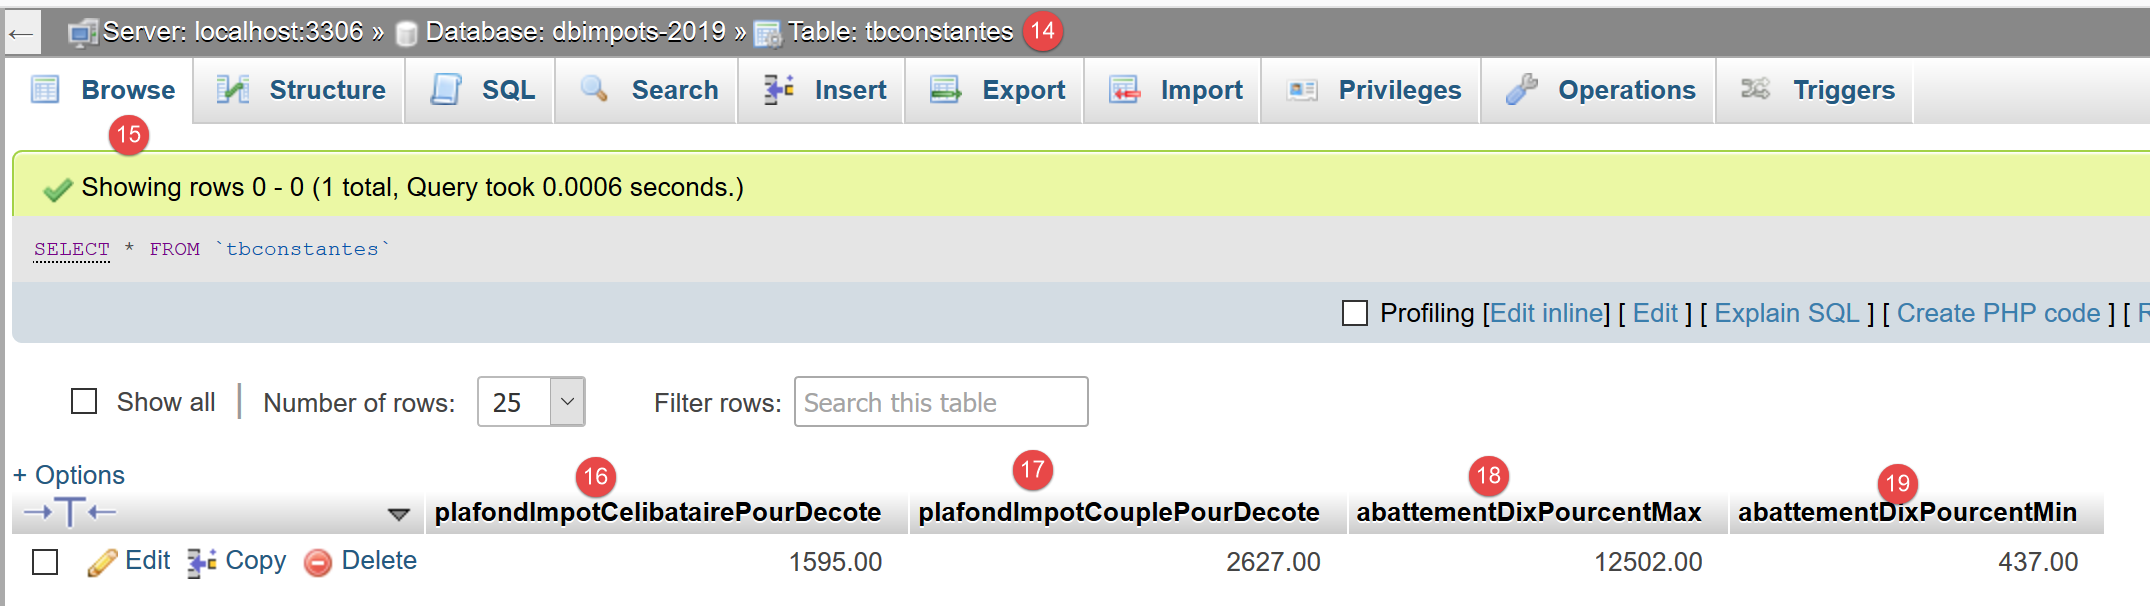 ← Server: localhost:3306 » Database: dbimpots-2019 » Table: tbconstantes 14
Browse Structure SQL Search Insert Export Import Privileges Operations Triggers
15
Showing rows 0 - 0 (1 total, Query took 0.0006 seconds.)
SELECT * FROM `tbconstantes`
Profiling [Edit inline] [ Edit ] [ Explain SQL ] [ Create PHP code ] [ R
Show all | Number of rows: 25 Filter rows: Search this table
16 17 18 19
+ Options
←T→ plafondImpotCelibatairePourDecote plafondImpotCouplePourDecote abattementDixPourcentMax abattementDixPourcentMin
Edit Copy Delete 1595.00 2627.00 12502.00 437.00